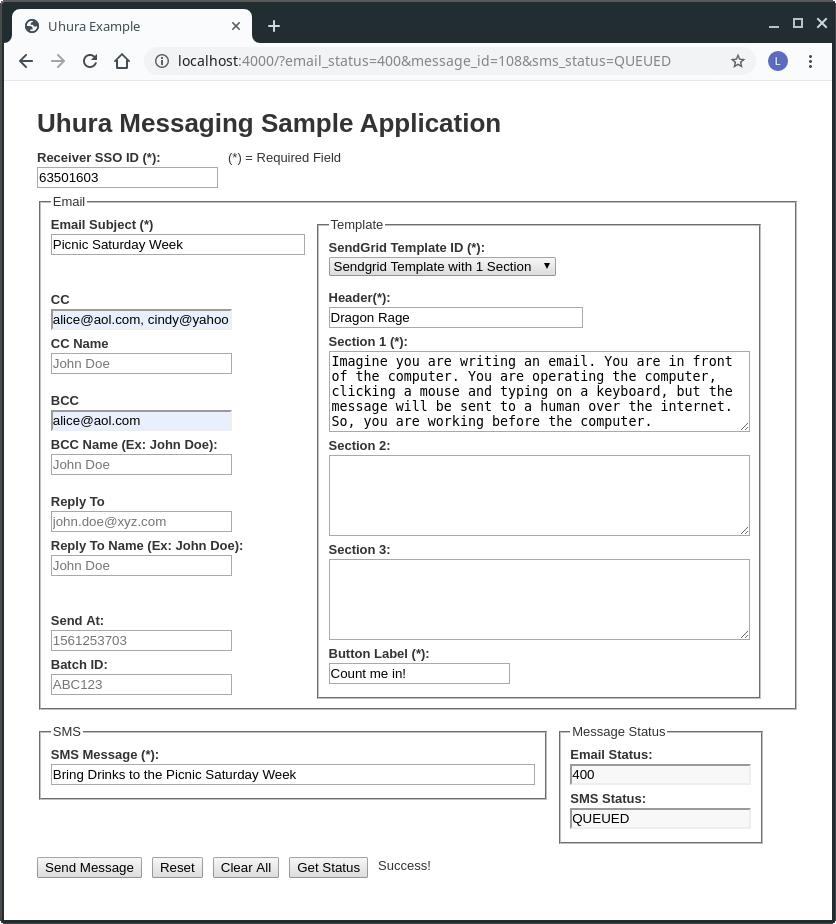 Uhura Example
localhost:4000/?email_status=400&message_id=108&sms_status=QUEUED
L
Uhura Messaging Sample Application
Receiver SSO ID (*):
(*) = Required Field
63501603
Email
Email Subject (*)
Picnic Saturday Week
CC
alice@aol.com, cindy@yahoo
CC Name
John Doe
BCC
alice@aol.com
BCC Name (Ex: John Doe):
John Doe
Reply To
john.doe@xyz.com
Reply To Name (Ex: John Doe):
John Doe
Send At:
1561253703
Batch ID:
ABC123
Template
SendGrid Template ID (*):
Sendgrid Template with 1 Section
Header(*):
Dragon Rage
Section 1 (*):
Imagine you are writing an email. You are in front
of the computer. You are operating the computer,
clicking a mouse and typing on a keyboard, but the
message will be sent to a human over the internet.
So, you are working before the computer.
Section 2:
Section 3:
Button Label (*):
Count me in!
SMS
SMS Message (*):
Bring Drinks to the Picnic Saturday Week
Message Status
Email Status:
400
SMS Status:
QUEUED
Send Message
Reset
Clear All
Get Status
Success!